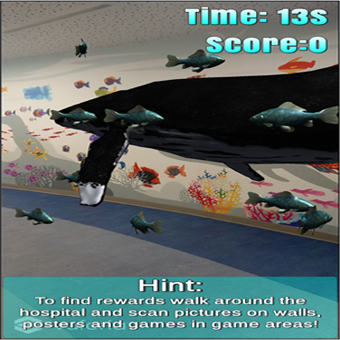 Time: 13s
Score:0
Hint:
To find rewards walk around the
hospital and scan pictures on walls,
posters and games in game areas!